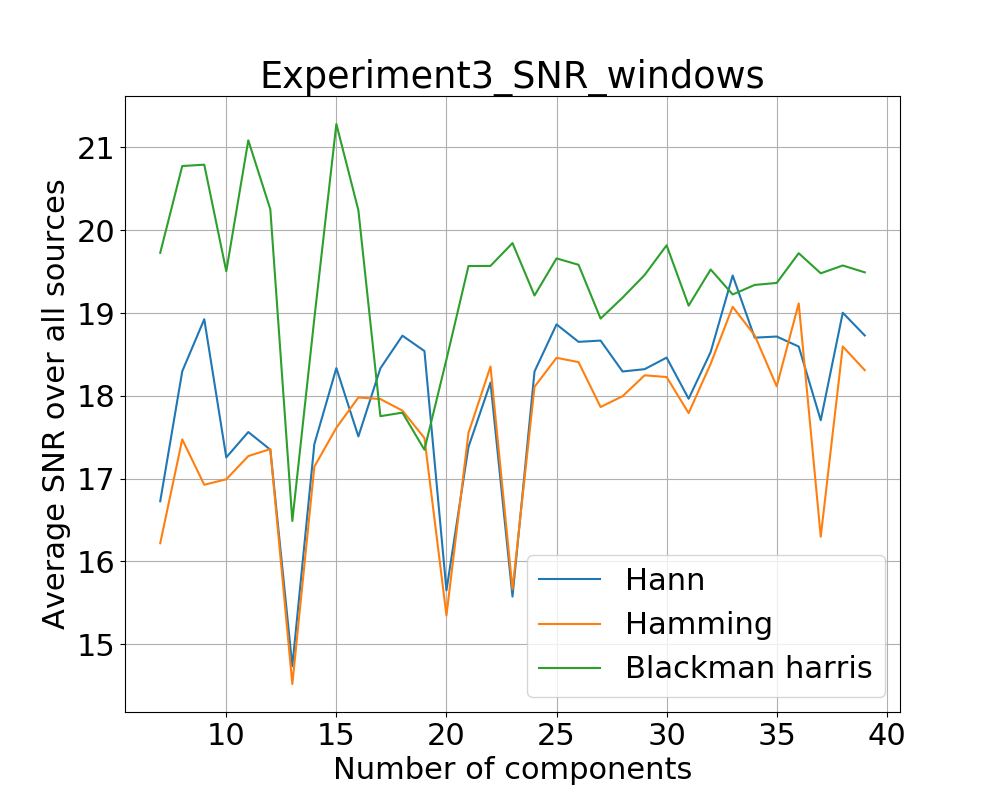 Experiment3_SNR_windows
Average SNR over all sources
21
20
19
18
17
16
15
Hann
Hamming
Blackman harris
10 15 20 25 30 35 40
Number of components